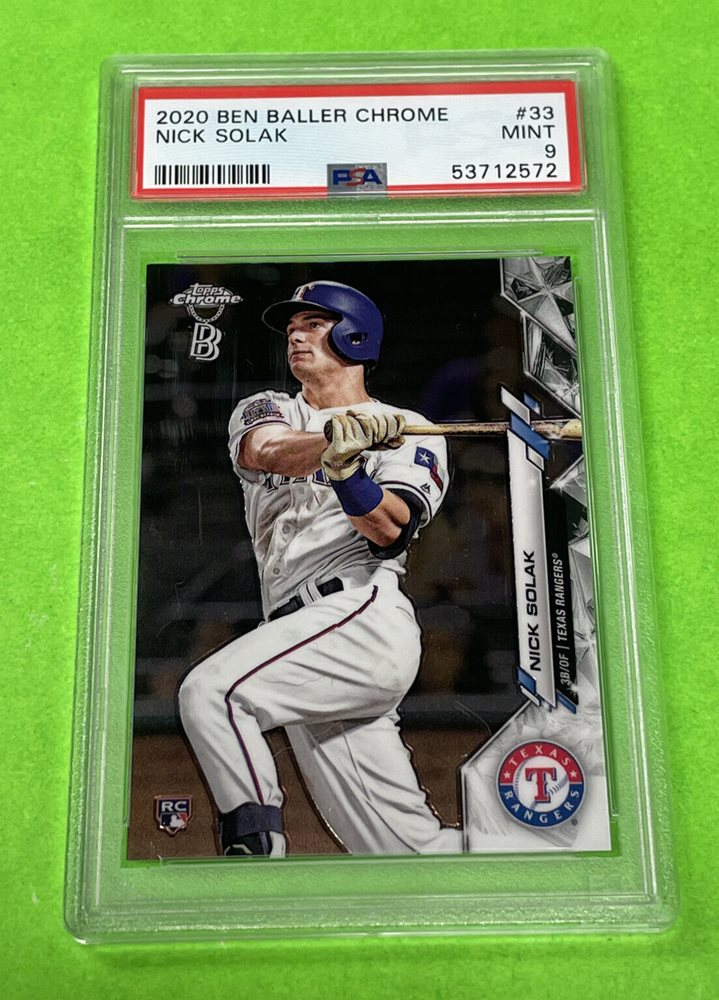 2020 BEN BALLER CHROME #33
NICK SOLAK MINT
9
PSA 53712572
Topps
Chrome
BB
T
NICK SOLAK
3B/OF | TEXAS RANGERS®
RC
TEXAS
T
RANGERS
®